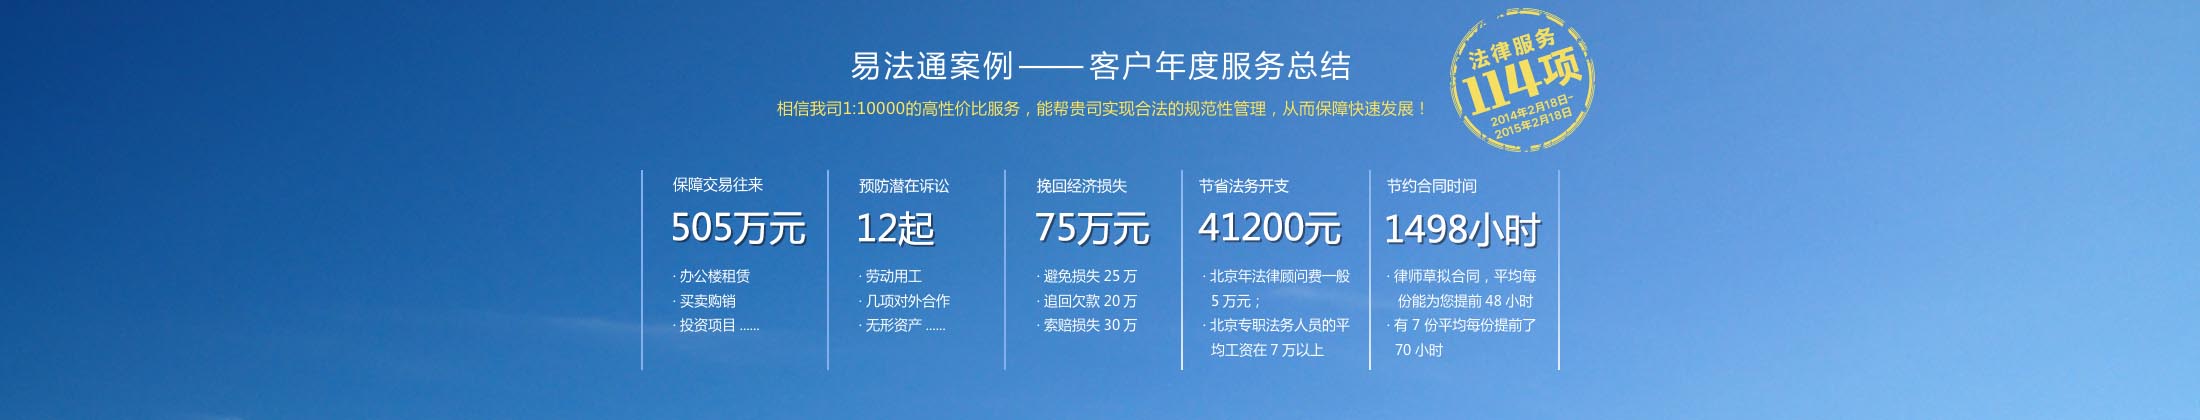 易法通案例——客户年度服务总结
相信我司1:10000的高性价比服务，能帮贵司实现合法的规范性管理，从而保障快速发展！
法律服务
114项
2014年2月18日-
2015年2月18日
保障交易往来
505万元
· 办公楼租赁
· 买卖购销
· 投资项目 ......
预防潜在诉讼
12起
· 劳动用工
· 几项对外合作
· 无形资产 ......
挽回经济损失
75万元
· 避免损失 25 万
· 追回欠款 20 万
· 索赔损失 30 万
节省法务开支
41200元
· 北京年法律顾问费一般
5 万元；
· 北京专职法务人员的平
均工资在 7 万以上
节约合同时间
1498小时
· 律师草拟合同，平均每
份能为您提前 48 小时
· 有 7 份平均每份提前了
70 小时